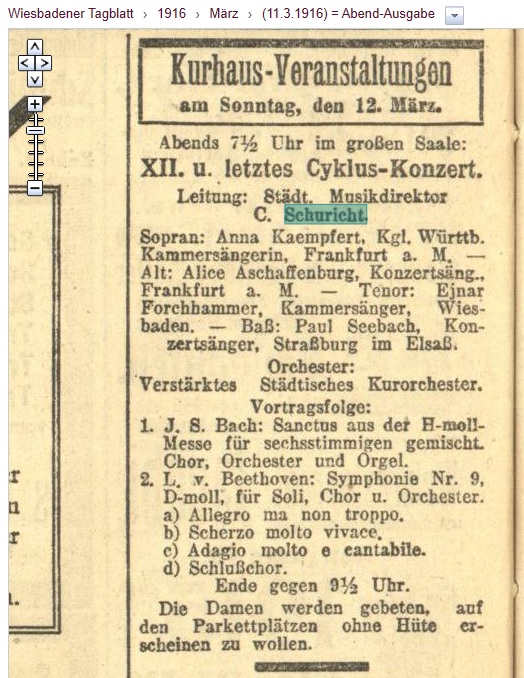 Wiesbadener Tagblatt › 1916 › März › (11.3.1916) = Abend-Ausgabe
Kurhaus-Veranstaltungen
am Sonntag, den 12. März.
Abends 7½ Uhr im großen Saale:
XII. u. letztes Cyklus-Konzert.
Leitung: Städt. Musikdirektor
C. Schuricht.
Sopran: Anna Kaempfert, Kgl. Württb.
Kammersängerin, Frankfurt a. M. —
Alt: Alice Aschaffenburg, Konzertsäng.,
Frankfurt a. M. — Tenor: Ejnar
Forchhammer, Kammersänger, Wies-
baden. — Baß: Paul Seebach, Kon-
zertsänger, Straßburg im Elsaß.
Orchester:
Verstärktes Städtisches Kurorchester.
Vortragsfolge:
1. J. S. Bach: Sanctus aus der H-moll-
Messe für sechsstimmigen gemischt.
Chor, Orchester und Orgel.
2. L. v. Beethoven: Symphonie Nr. 9,
D-moll, für Soli, Chor u. Orchester.
a) Allegro ma non troppo.
b) Scherzo molto vivace.
c) Adagio molto e cantabile.
d) Schlußchor.
Ende gegen 9½ Uhr.
Die Damen werden gebeten, auf
den Parkettplätzen ohne Hüte er-
scheinen zu wollen.